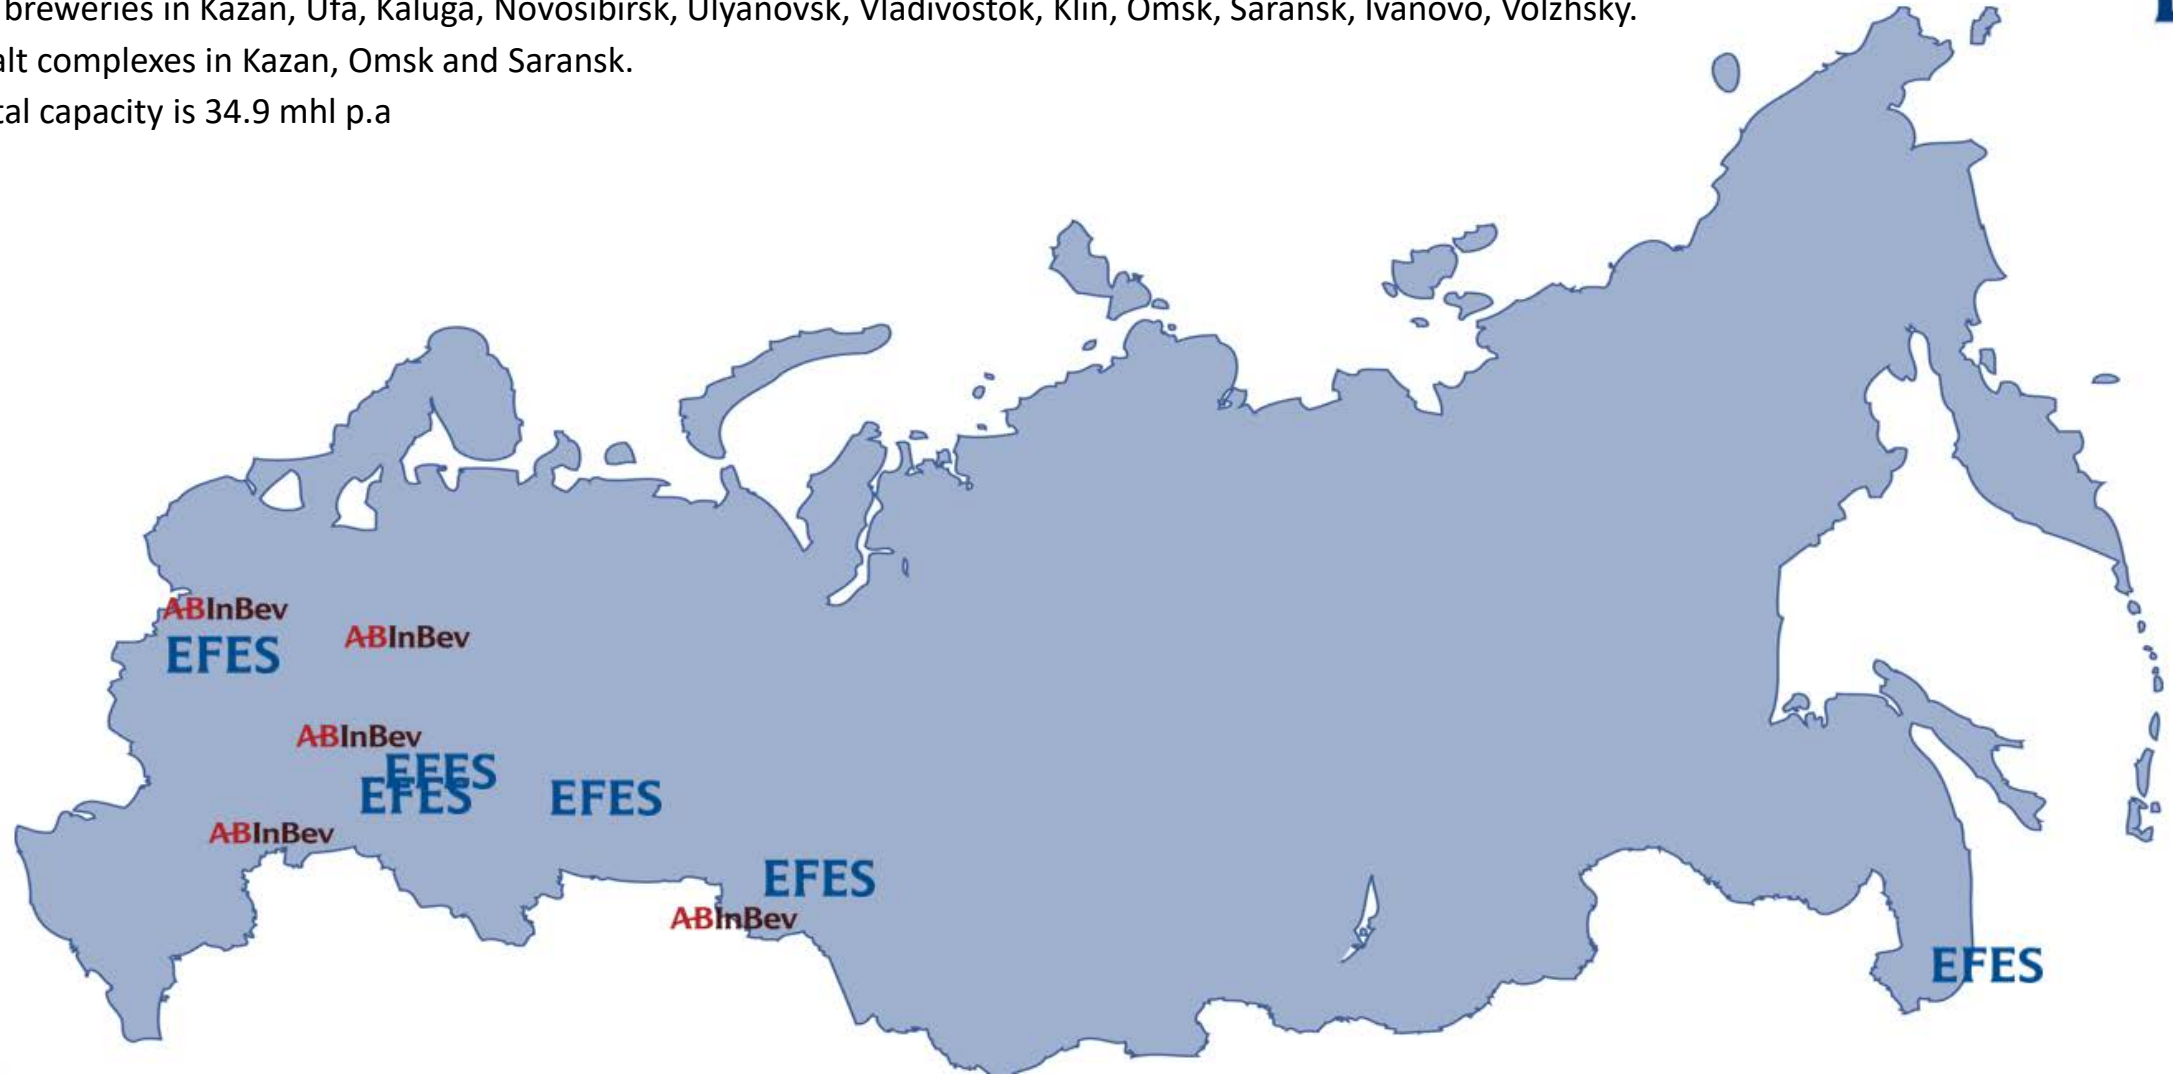 breweries in Kazan, Ufa, Kaluga, Novosibirsk, Ulyanovsk, Vladivostok, Klin, Omsk, Saransk, Ivanovo, Volzhsky.
alt complexes in Kazan, Omsk and Saransk.
tal capacity is 34.9 mhl p.a
ABInBev
EFES
ABInBev
ABInBev
EFES
EFES
EFES
ABInBev
EFES
ABInBev
EFES